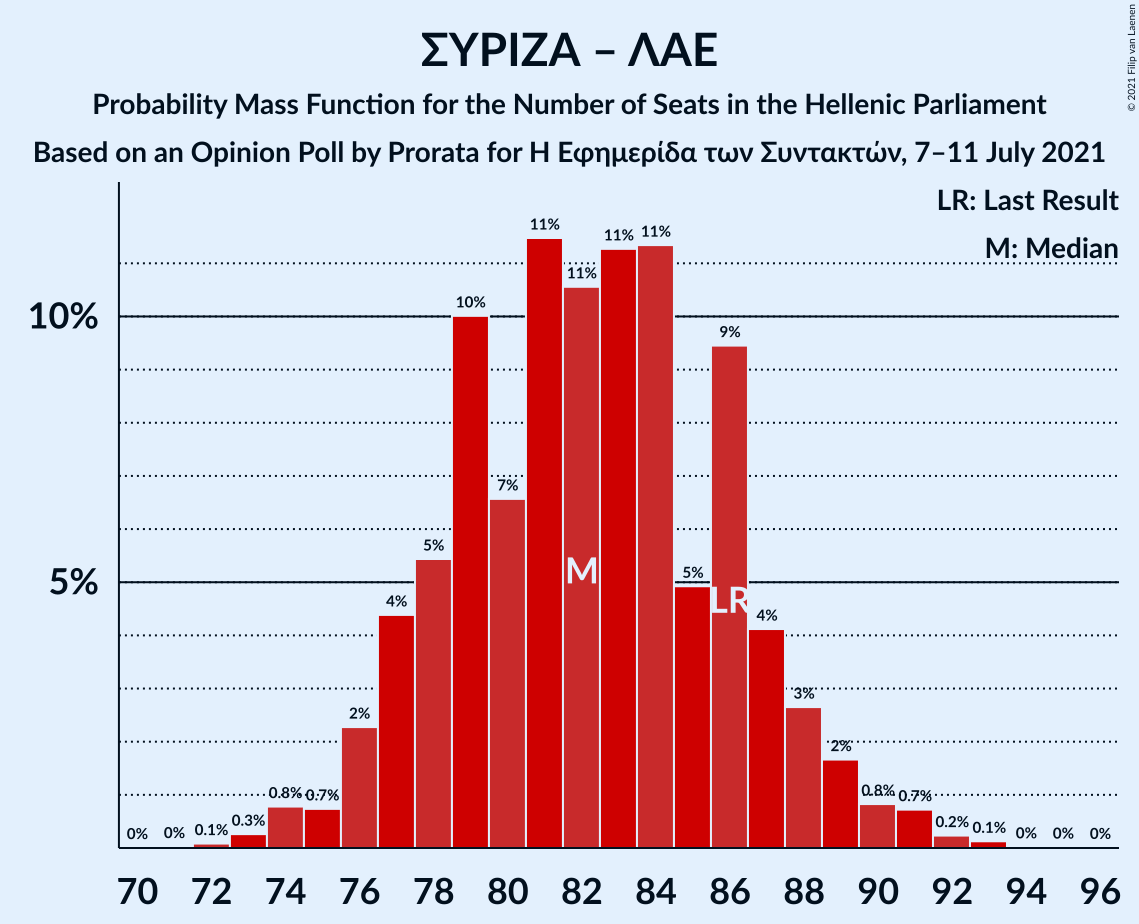 ΣΥΡΙΖΑ – ΛΑΕ
Probability Mass Function for the Number of Seats in the Hellenic Parliament
Based on an Opinion Poll by Prorata for Η Εφημερίδα των Συντακτών, 7–11 July 2021
© 2021 Filip van Laenen
LR: Last Result
M: Median
10%
5%
0% 0% 0.1% 0.3% 0.8% 0.7% 2% 4% 5% 10% 7% 11% 11% 11% 11% 5% 9% 4% 3% 2% 0.8% 0.7% 0.2% 0.1% 0% 0% 0%
M
LR
70 72 74 76 78 80 82 84 86 88 90 92 94 96